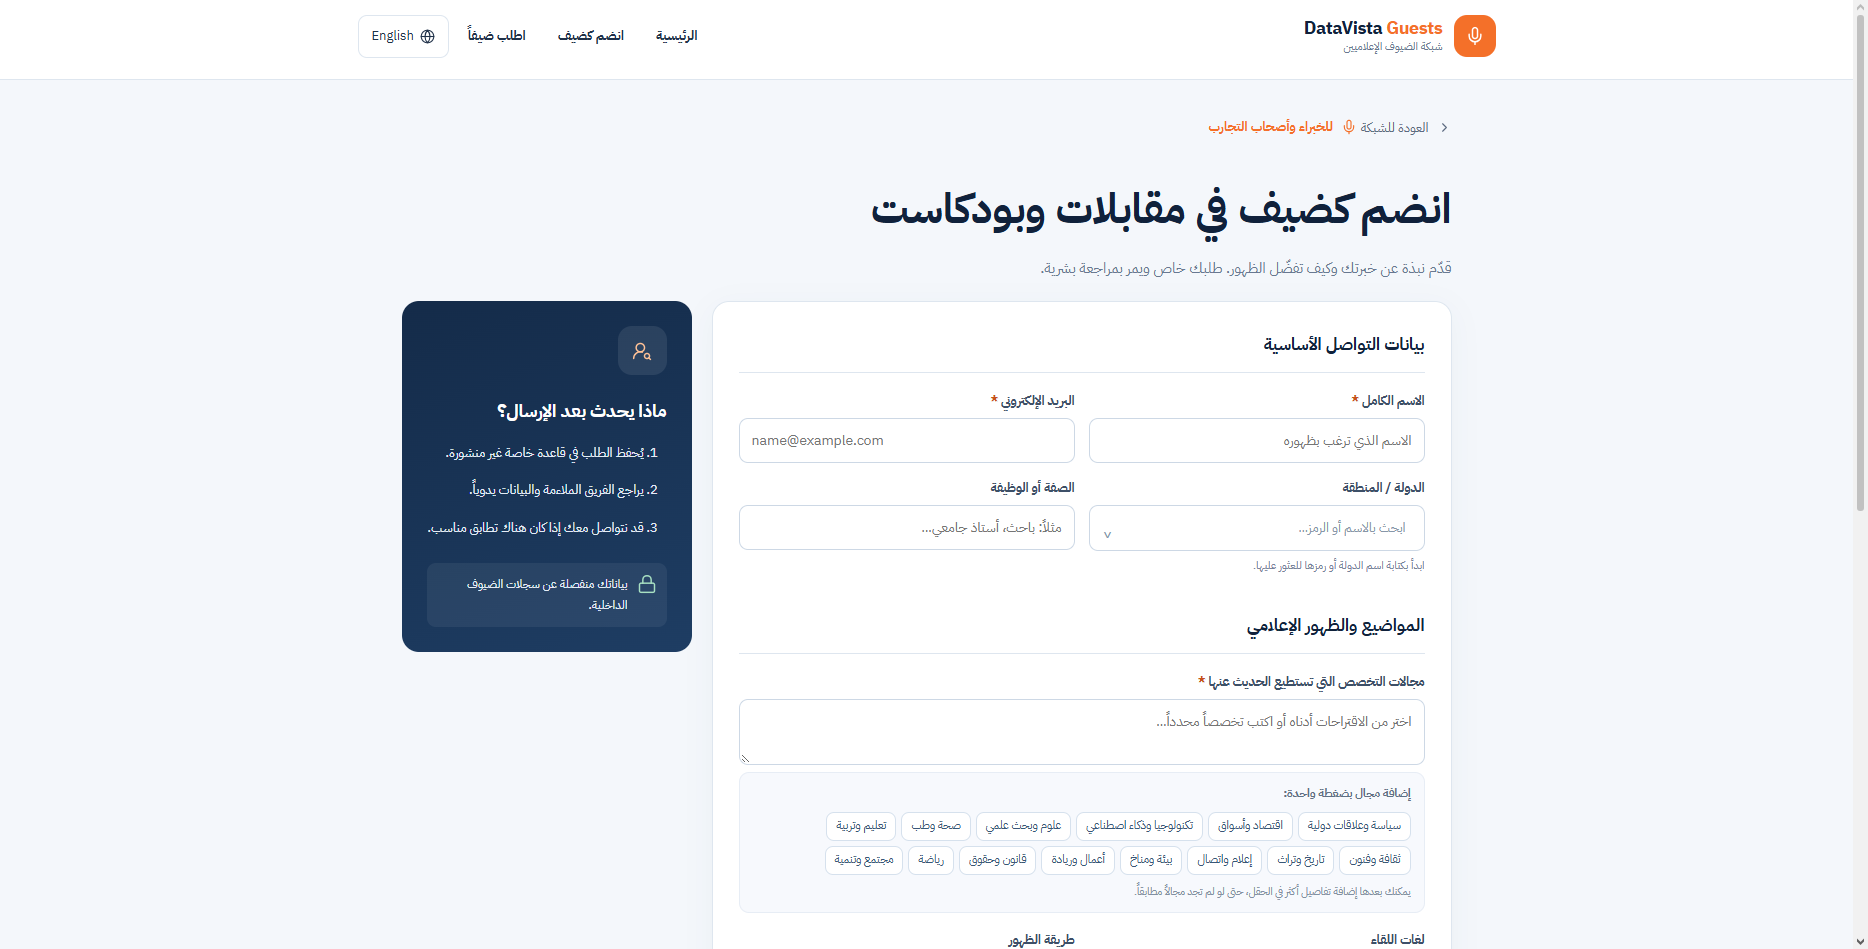 DataVista Guests
شبكة الضيوف الإعلاميين
الرئيسية
انضم كضيف
اطلب ضيفاً
English
العودة للشبكة
للخبراء وأصحاب التجارب
انضم كضيف في مقابلات وبودكاست
قدّم نبذة عن خبرتك وكيف تفضّل الظهور. طلبك خاص ويمر بمراجعة بشرية.
بيانات التواصل الأساسية
الاسم الكامل *
الاسم الذي ترغب بظهوره
البريد الإلكتروني *
name@example.com
الدولة / المنطقة
ابحث بالاسم أو الرمز...
ابدأ بكتابة اسم الدولة أو رمزها للعثور عليها.
الصفة أو الوظيفة
مثلاً: باحث، أستاذ جامعي...
المواضيع والظهور الإعلامي
مجالات التخصص التي تستطيع الحديث عنها *
اختر من الاقتراحات أدناه أو اكتب تخصصاً محدداً...
إضافة مجال بضغطة واحدة:
سياسة وعلاقات دولية
اقتصاد وأسواق
تكنولوجيا وذكاء اصطناعي
علوم وبحث علمي
صحة وطب
تعليم وتربية
ثقافة وفنون
تاريخ وتراث
إعلام واتصال
بيئة ومناخ
أعمال وريادة
قانون وحقوق
رياضة
مجتمع وتنمية
يمكنك بعدها إضافة تفاصيل أكثر في الحقل، حتى لو لم تجد مجالاً مطابقاً.
لغات اللقاء
طريقة الظهور
ماذا يحدث بعد الإرسال؟
1. يُحفظ الطلب في قاعدة خاصة غير منشورة.
2. يراجع الفريق الملاءمة والبيانات يدوياً.
3. قد نتواصل معك إذا كان هناك تطابق مناسب.
بياناتك منفصلة عن سجلات الضيوف
الداخلية.